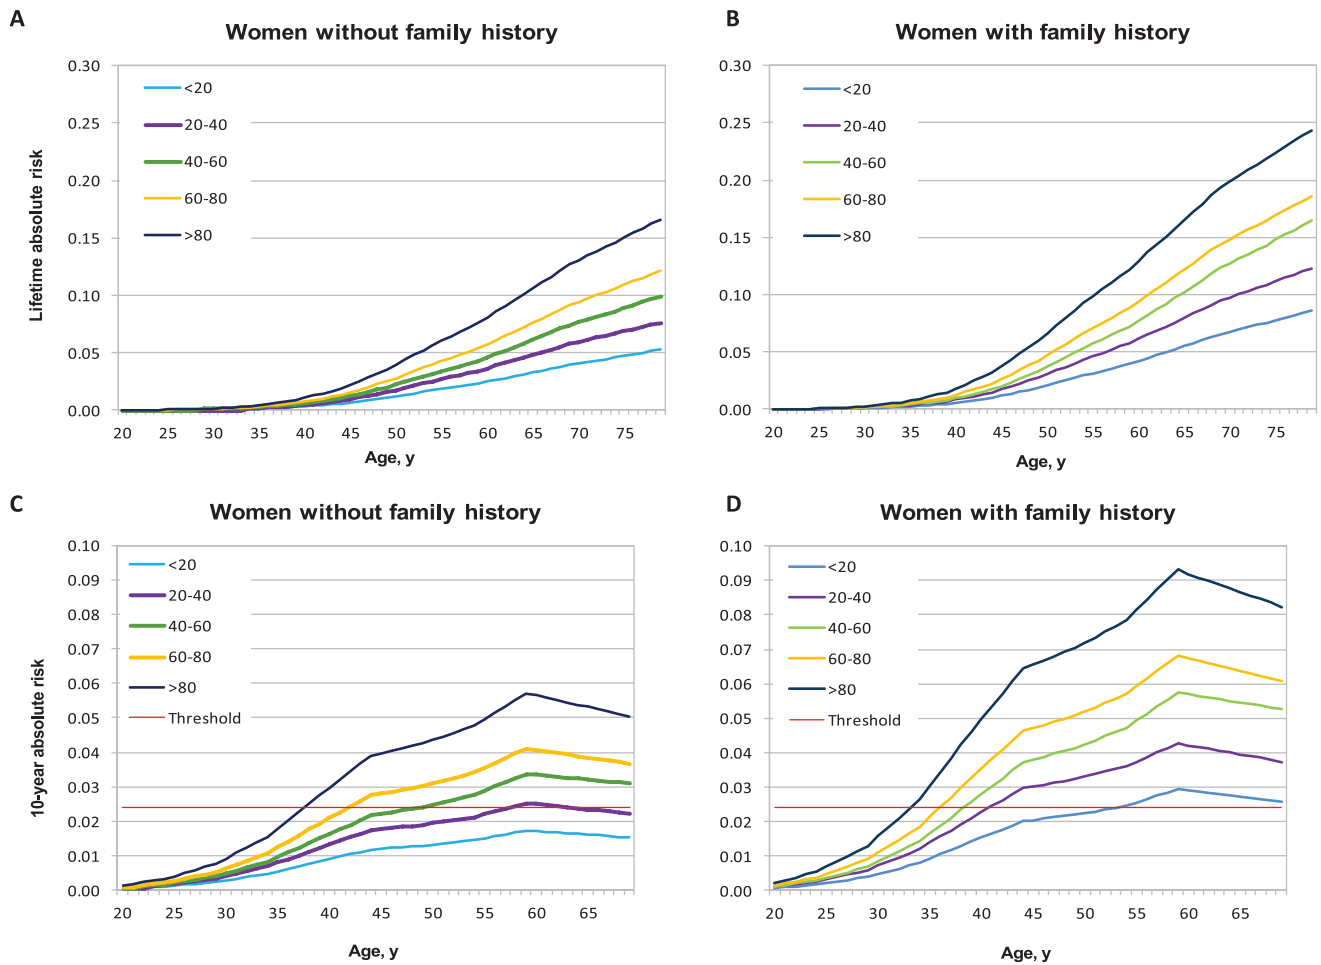 A
Women without family history
Lifetime absolute risk
0.30
0.25
0.20
0.15
0.10
0.05
0.00
<20
20-40
40-60
60-80
>80
20 25 30 35 40 45 50 55 60 65 70 75
Age, y
B
Women with family history
0.30
0.25
0.20
0.15
0.10
0.05
0.00
<20
20-40
40-60
60-80
>80
20 25 30 35 40 45 50 55 60 65 70 75
Age, y
C
Women without family history
10-year absolute risk
0.10
0.09
0.08
0.07
0.06
0.05
0.04
0.03
0.02
0.01
0.00
<20
20-40
40-60
60-80
>80
Threshold
20 25 30 35 40 45 50 55 60 65
Age, y
D
Women with family history
0.10
0.09
0.08
0.07
0.06
0.05
0.04
0.03
0.02
0.01
0.00
<20
20-40
40-60
60-80
>80
Threshold
20 25 30 35 40 45 50 55 60 65
Age, y